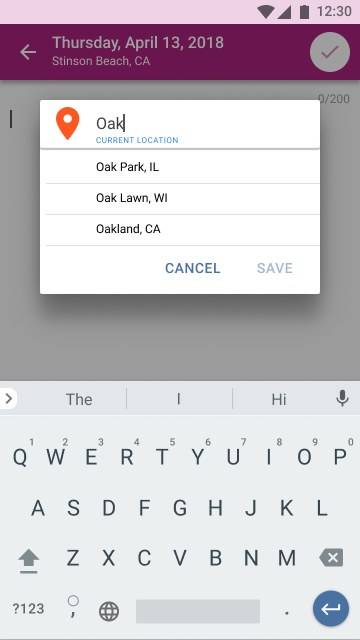 12:30
Thursday, April 13, 2018
Stinson Beach, CA
0/200
Oak
CURRENT LOCATION
Oak Park, IL
Oak Lawn, WI
Oakland, CA
CANCEL SAVE
The I Hi
1 2 3 4 5 6 7 8 9 0
Q W E R T Y U I O P
A S D F G H J K L
Z X C V B N M
?123 , .